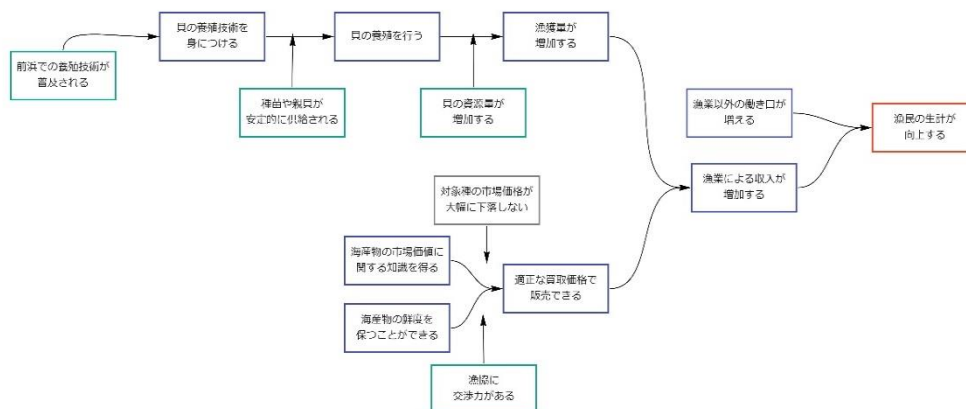 貝の養殖技術を
身につける
貝の養殖を行う
漁獲量が
増加する
前浜での養殖技術が
普及される
種苗や親貝が
安定的に供給される
貝の資源量が
増加する
漁業以外の働き口が
増える
漁民の生計が
向上する
漁業による収入が
増加する
対象種の市場価格が
大幅に下落しない
海産物の市場価値に
関する知識を得る
適正な買取価格で
販売できる
海産物の鮮度を
保つことができる
漁協に
交渉力がある